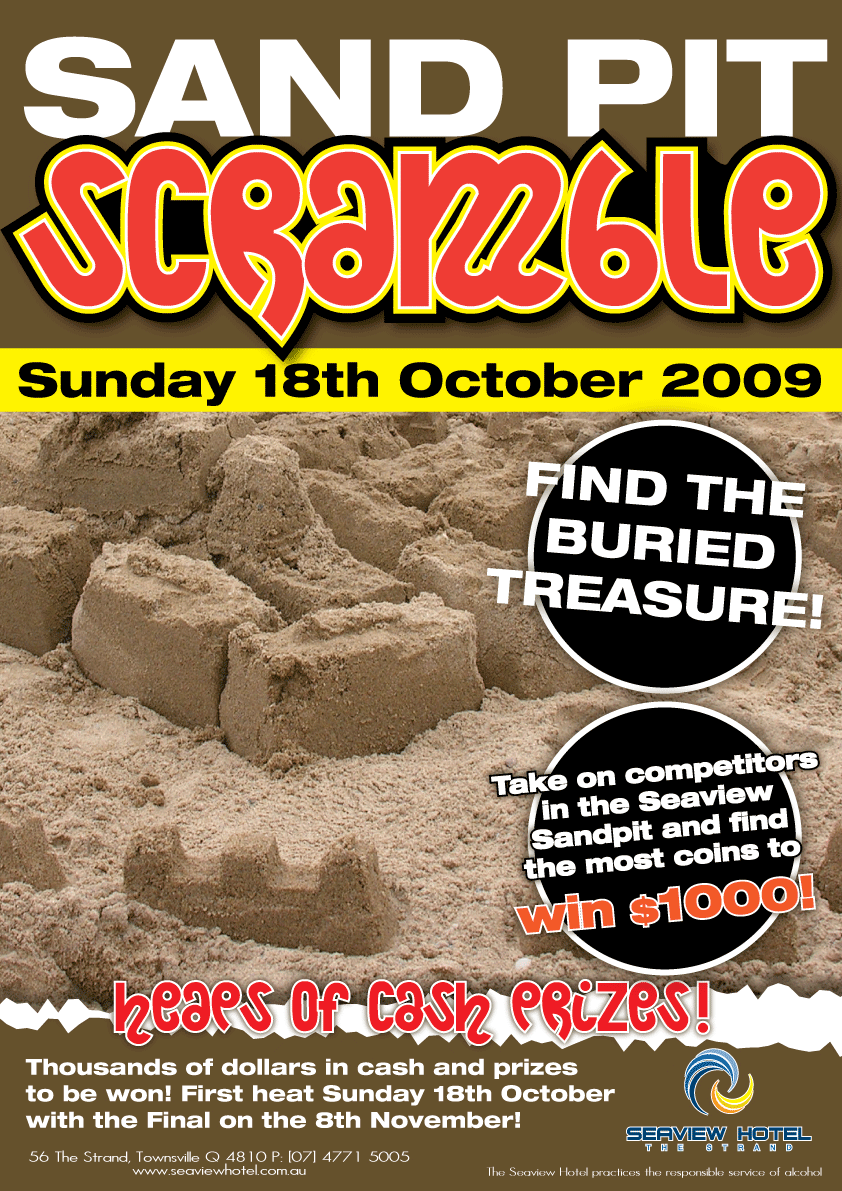 SAND PIT
Scramble
Sunday 18th October 2009
FIND THE
BURIED
TREASURE!
Take on competitors
in the Seaview
Sandpit and find
the most coins to
win $1000!
Heaps of Cash Prizes!
Thousands of dollars in cash and prizes
to be won! First heat Sunday 18th October
with the Final on the 8th November!
SEAVIEW HOTEL
THE STRAND
56 The Strand, Townsville Q 4810 P: [07] 4771 5005
www.seaviewhotel.com.au
The Seaview Hotel practices the responsible service of alcohol